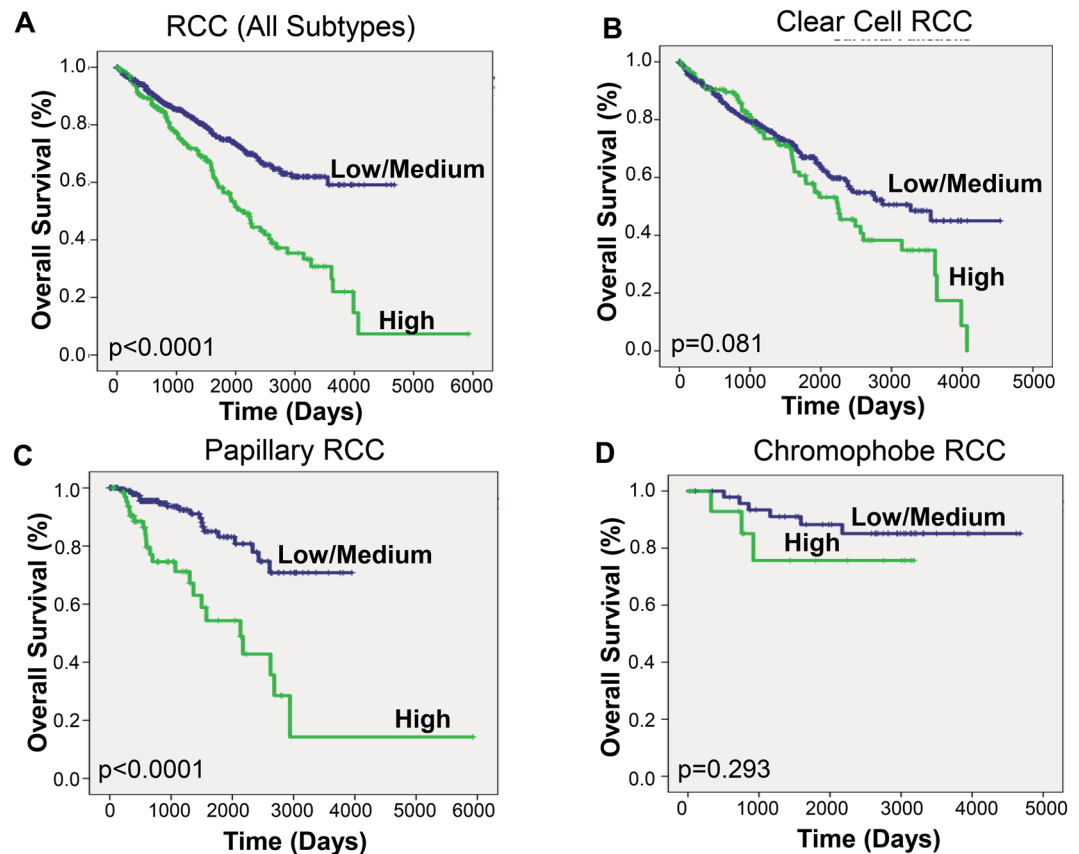 A
RCC (All Subtypes)
Overall Survival (%)
1.0
0.8
0.6
0.4
0.2
0.0
Low/Medium
High
p<0.0001
0 1000 2000 3000 4000 5000 6000
Time (Days)
B
Clear Cell RCC
Overall Survival (%)
1.0
0.8
0.6
0.4
0.2
0.0
Low/Medium
High
p=0.081
0 1000 2000 3000 4000 5000
Time (Days)
C
Papillary RCC
Overall Survival (%)
1.0
0.8
0.6
0.4
0.2
0.0
Low/Medium
High
p<0.0001
0 1000 2000 3000 4000 5000 6000
Time (Days)
D
Chromophobe RCC
Overall Survival (%)
1.0
0.8
0.6
0.4
0.2
0.0
Low/Medium
High
p=0.293
0 1000 2000 3000 4000 5000
Time (Days)